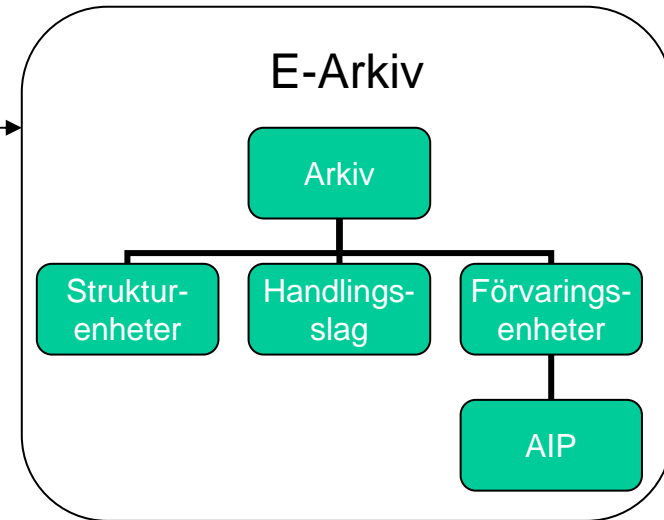 E-Arkiv
Arkiv
Struktur-
enheter
Handlings-
slag
Förvarings-
enheter
AIP